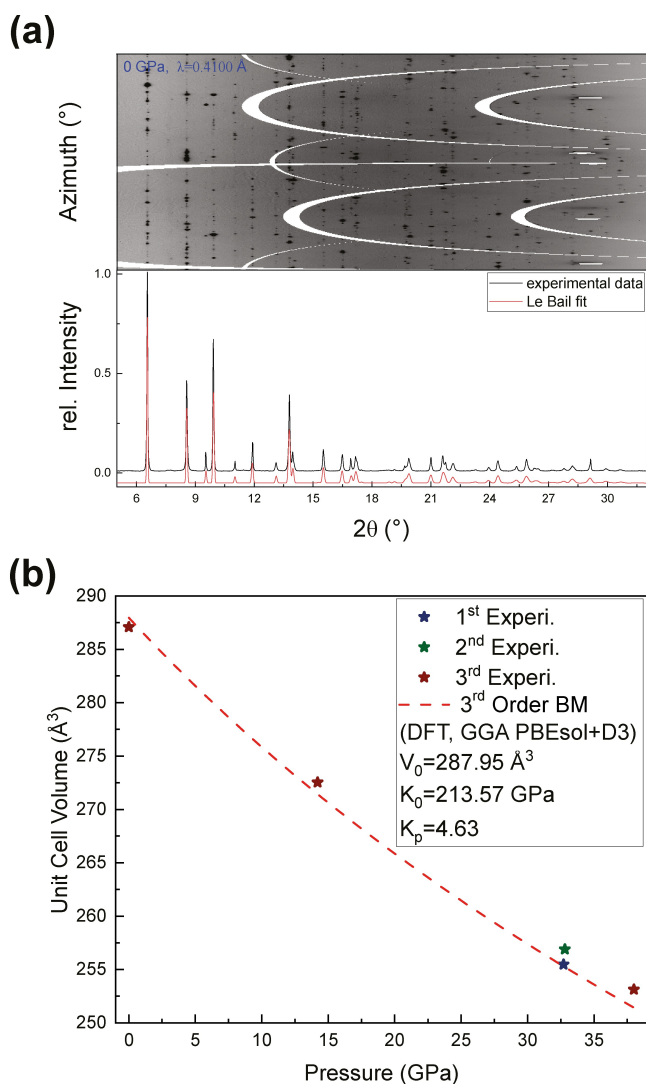 (a)
0 GPa, λ=0.4100 Å
Azimuth (°)
1.0
experimental data
Le Bail fit
rel. Intensity
0.5
0.0
6 9 12 15 18 21 24 27 30
2θ (°)
(b)
290
1st Experi.
2nd Experi.
285
3rd Experi.
3rd Order BM
280
(DFT, GGA PBEsol+D3)
V0=287.95 Å3
275
K0=213.57 GPa
270
Kp=4.63
Unit Cell Volume (Å3)
265
260
255
250
0 5 10 15 20 25 30 35
Pressure (GPa)